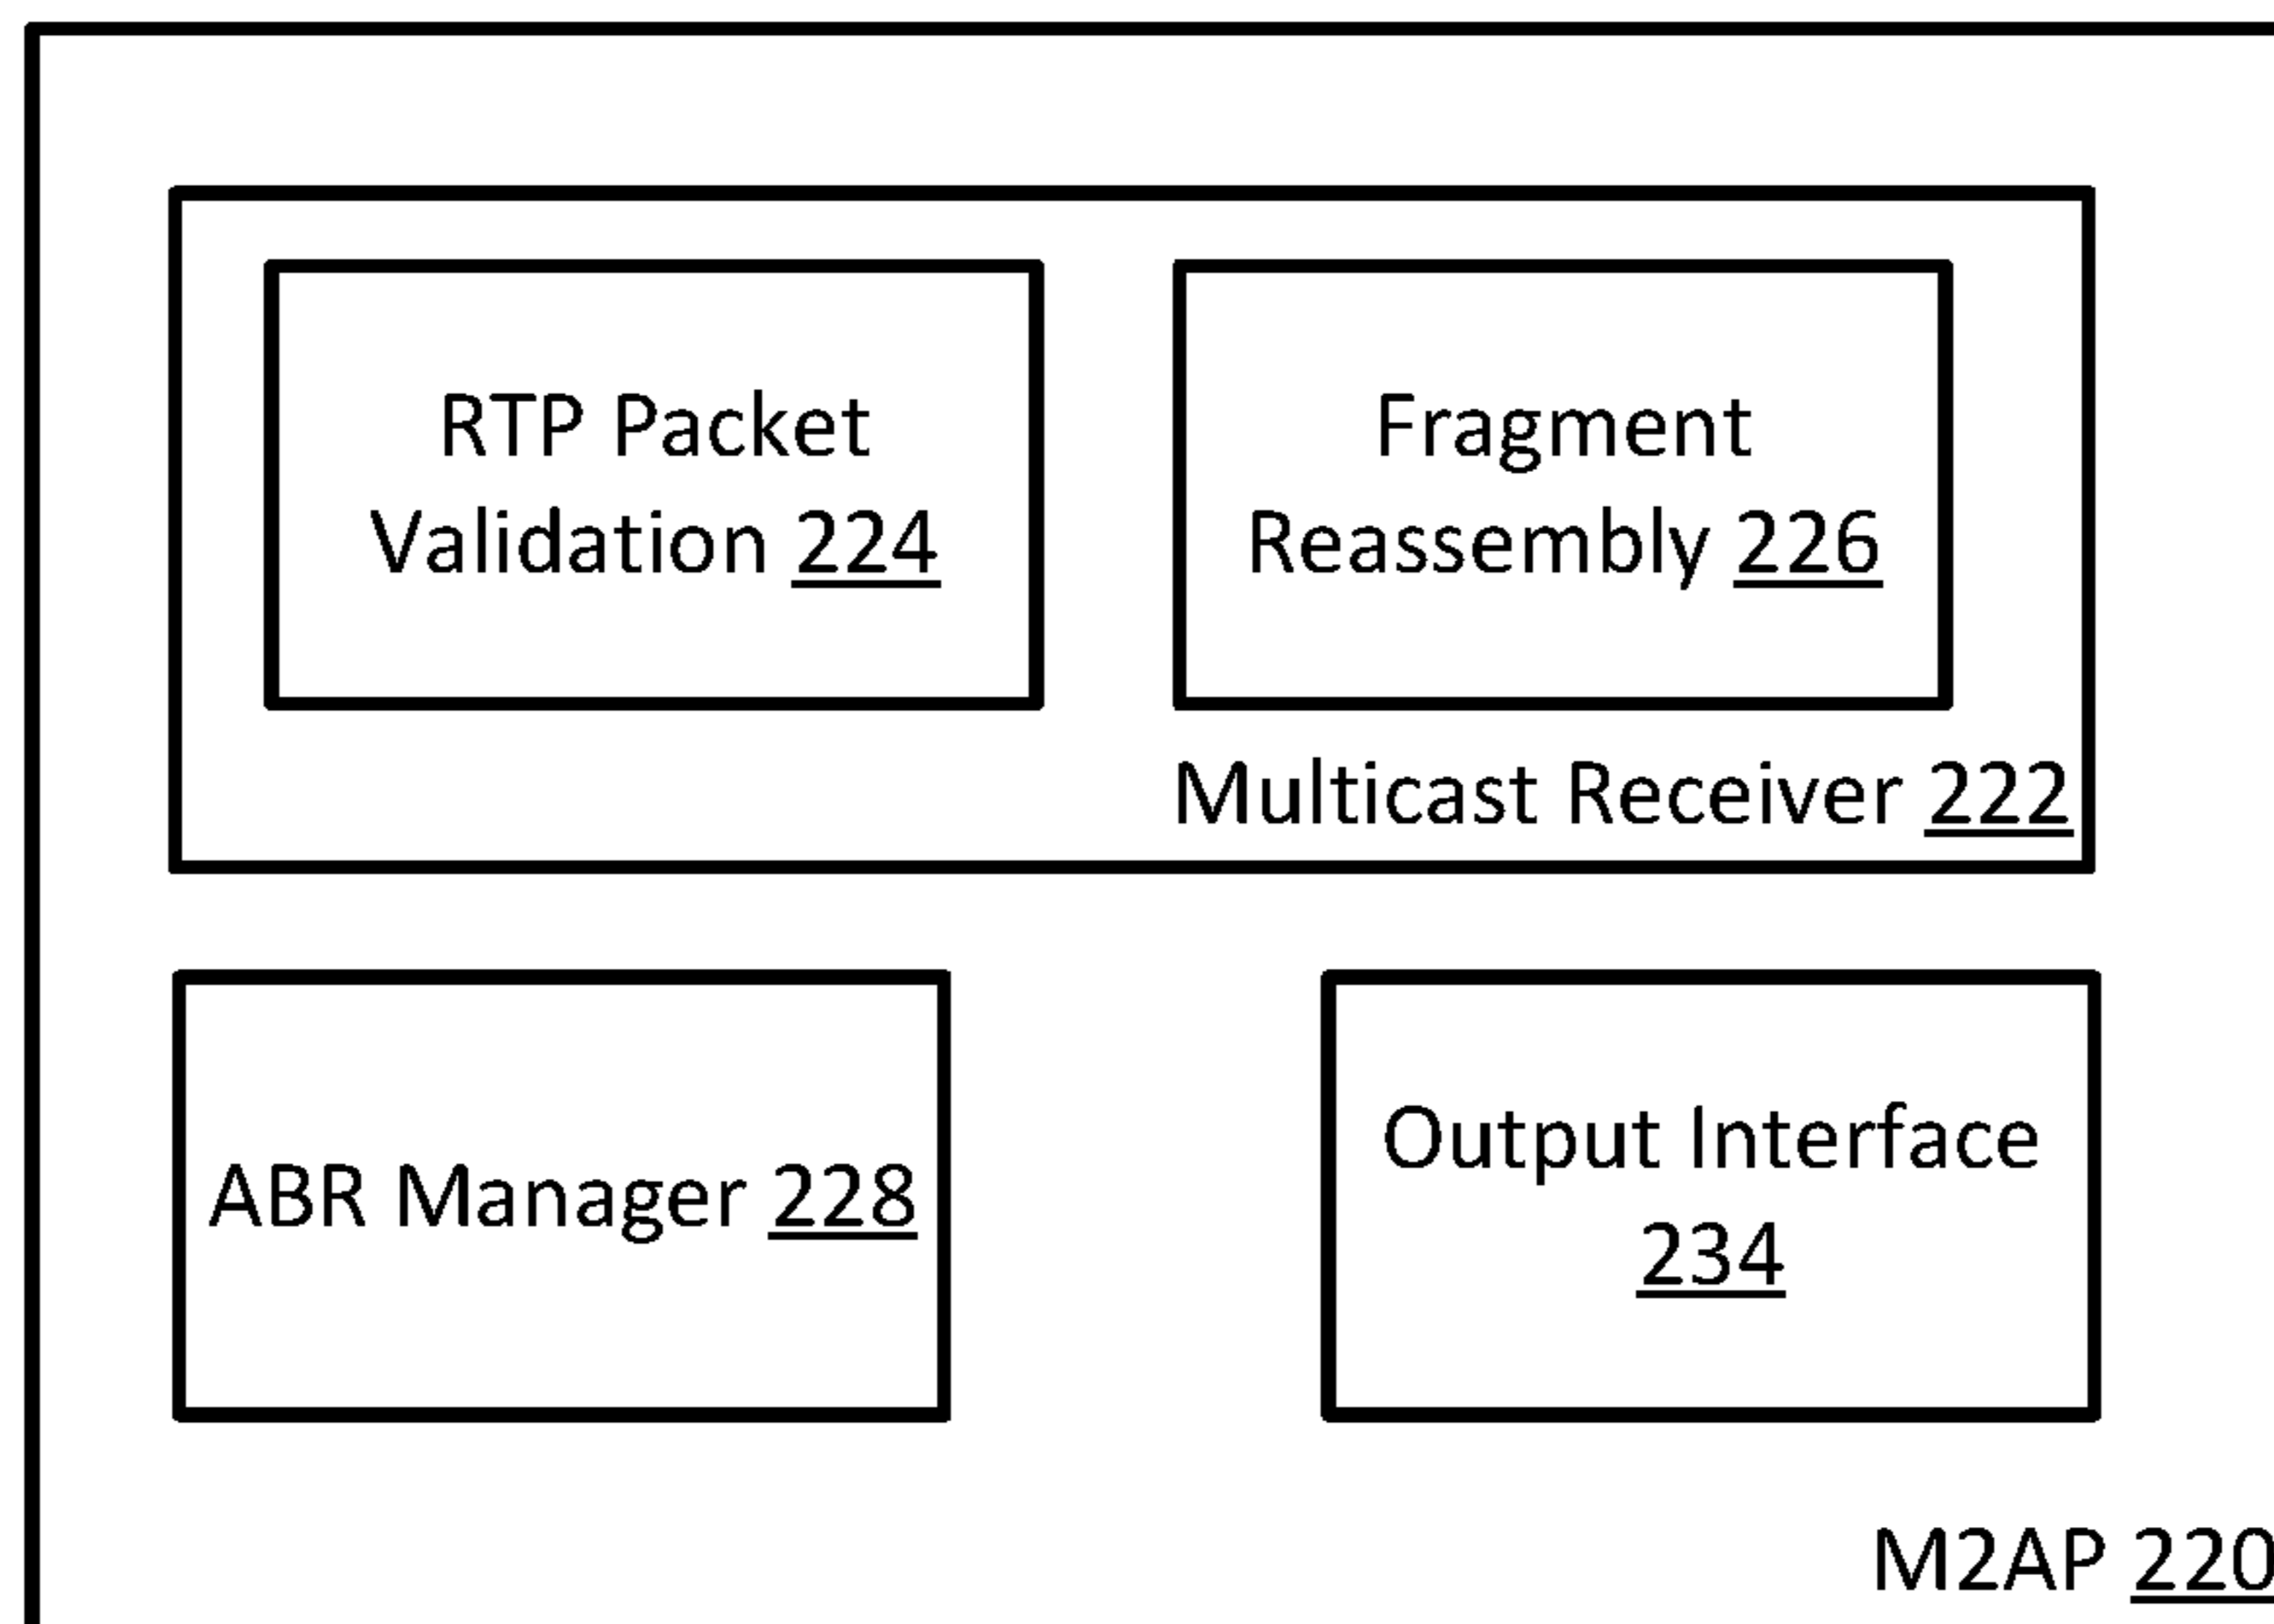 RTP Packet
Validation 224
Fragment
Reassembly 226
Multicast Receiver 222
ABR Manager 228
Output Interface
234
M2AP 220